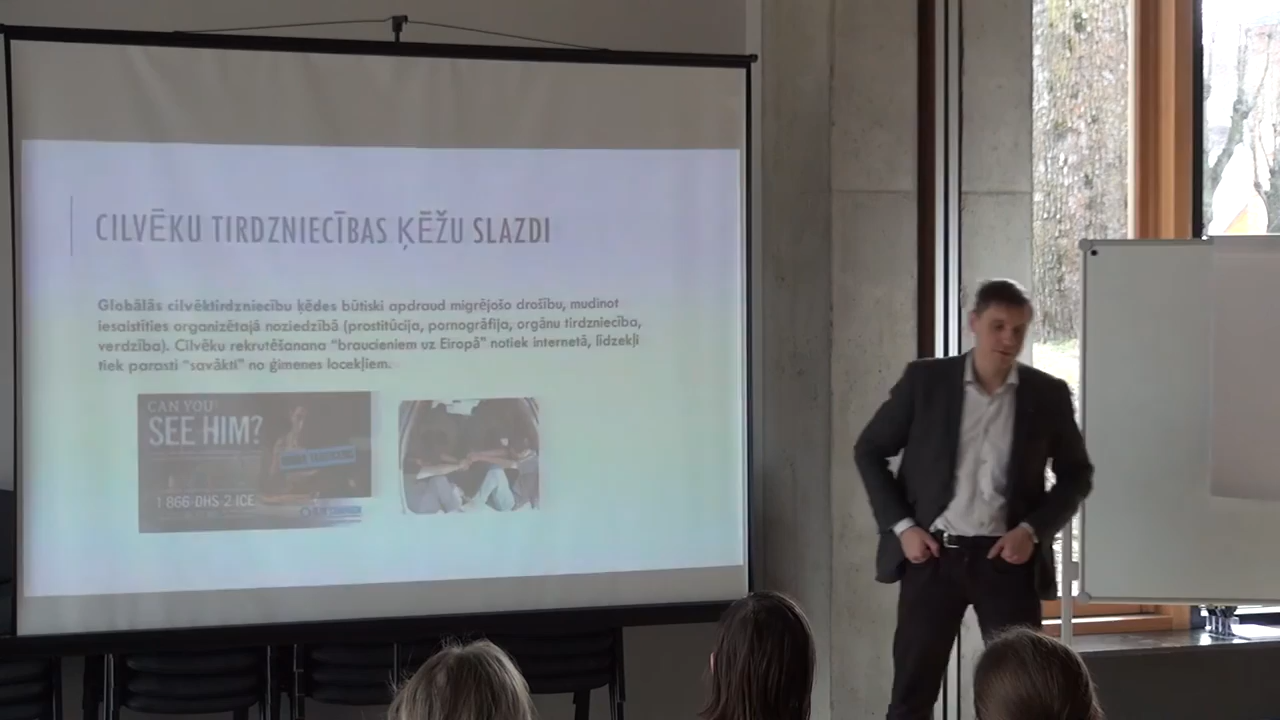 CILVĒKU TIRDZNIECĪBAS ĶĒŽU SLAZDI
Globālās cilvēktirdzniecību ķēdes būtiski apdraud migrējošo drošību, mudinot
iesaistīties organizētajā noziedzībā (prostitūcija, pornogrāfija, orgānu tirdzniecība,
verdzība). Cilvēku rekrutēšanana "braucieniem uz Eiropā" notiek internetā, līdzekļi
tiek parasti "savākti" no ģimenes locekļiem.
CAN YOU
SEE HIM?
1 866-DHS-2 ICE